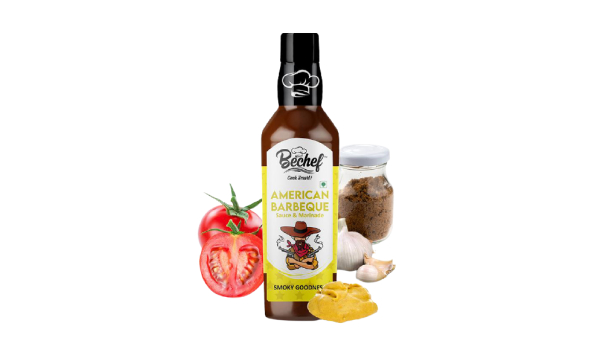 Bechef
Cook Smart!
AMERICAN
BARBEQUE
Sauce & Marinade
SMOKY GOODNES